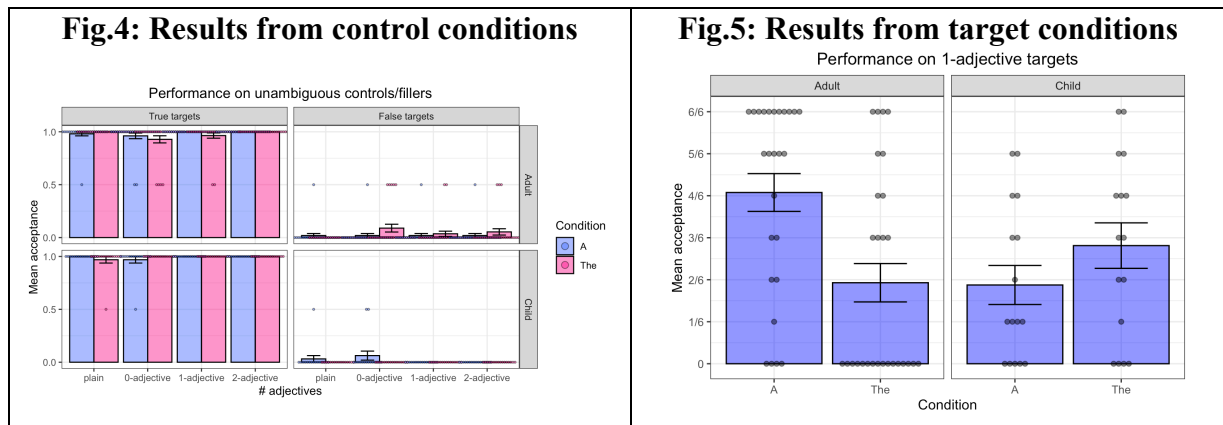 Fig.4: Results from control conditions
Performance on unambiguous controls/fillers
True targets
False targets
1.0
0.5
0.0
Adult
1.0
0.5
0.0
Child
Mean acceptance
plain
0-adjective
1-adjective
2-adjective
plain
0-adjective
1-adjective
2-adjective
# adjectives
Condition
A
The
Fig.5: Results from target conditions
Performance on 1-adjective targets
Adult
Child
6/6
5/6
4/6
3/6
2/6
1/6
0
Mean acceptance
A
The
A
The
Condition